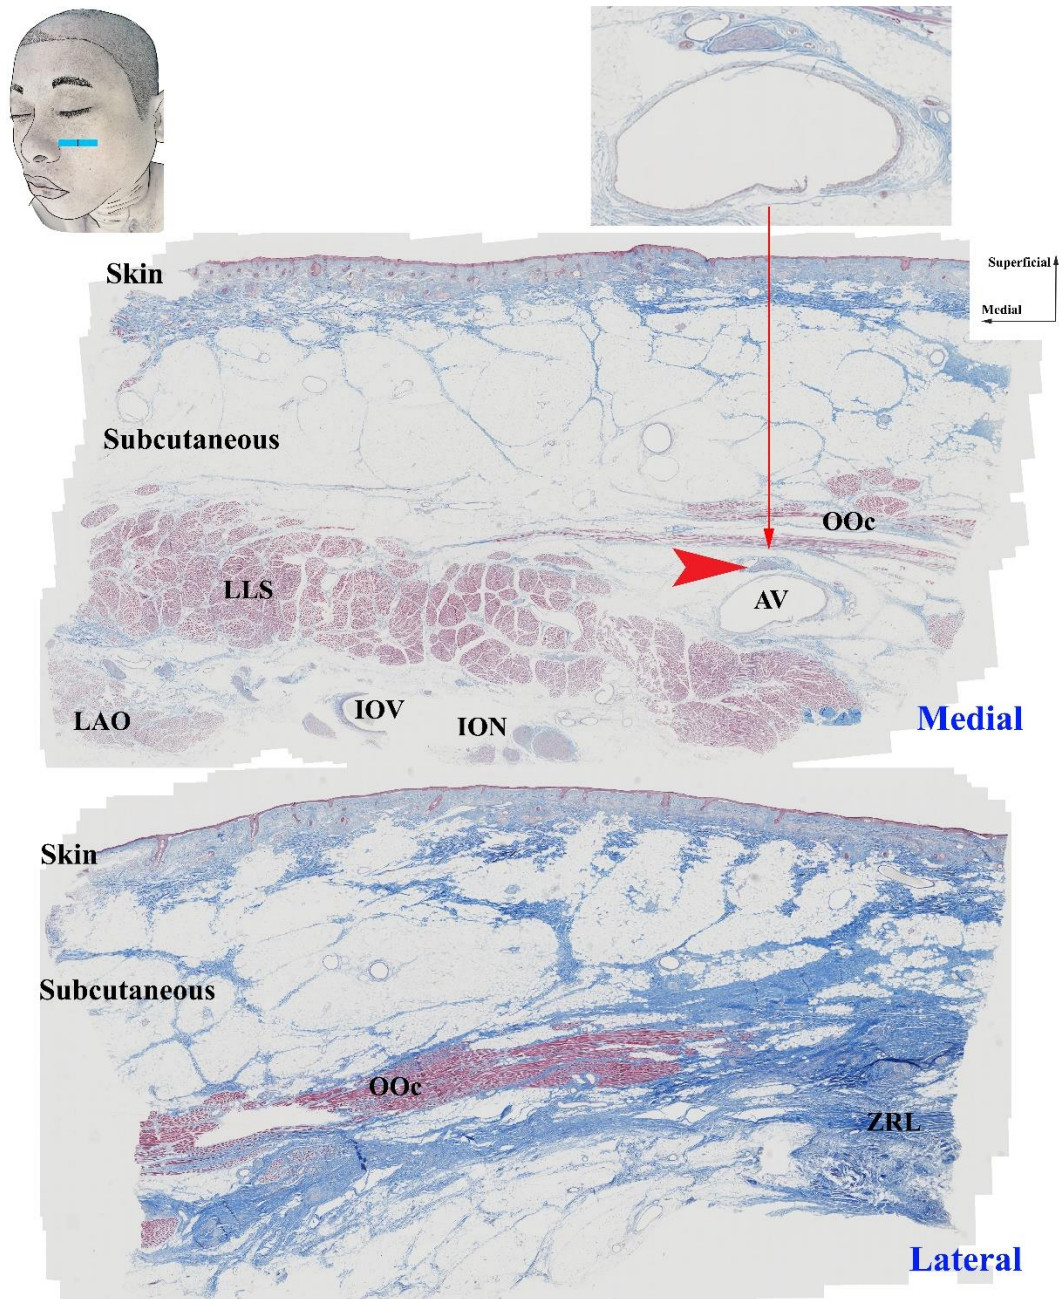 Skin
Superficial
Medial
Subcutaneous
OOc
LLS
AV
LAO
IOV
ION
Medial
Skin
Subcutaneous
OOc
ZRL
Lateral